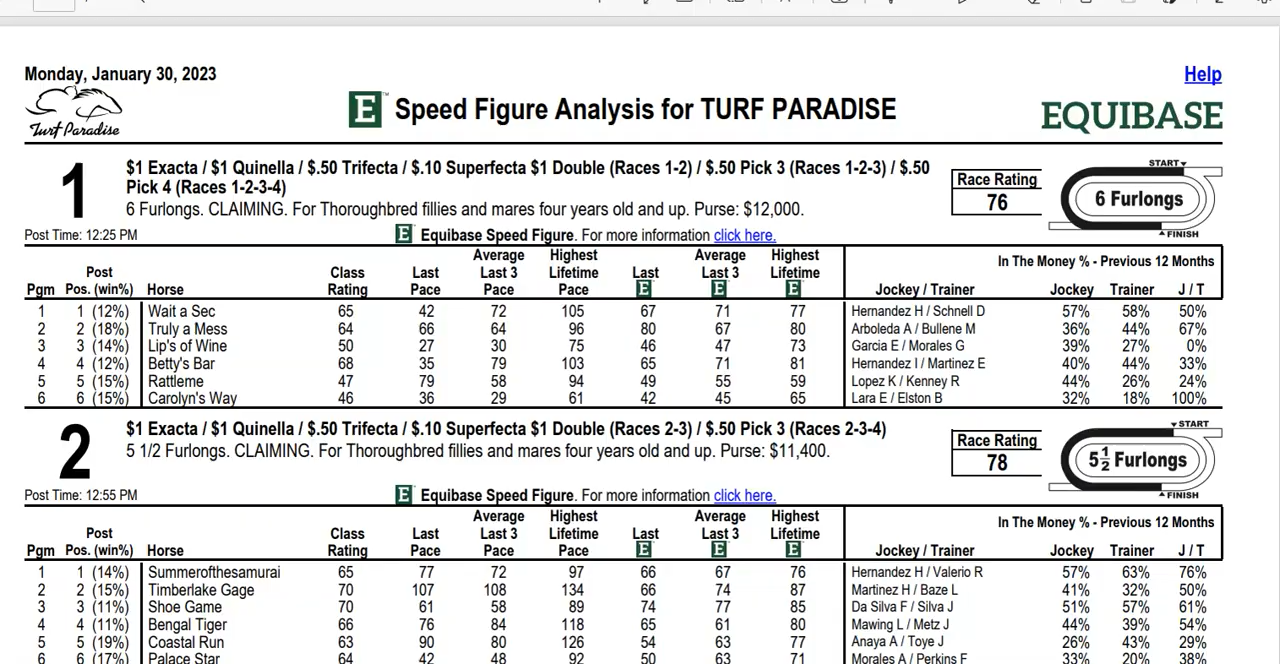 Monday, January 30, 2023
Help
Turf Paradise
E™ Speed Figure Analysis for TURF PARADISE
EQUIBASE
1
$1 Exacta / $1 Quinella / $.50 Trifecta / $.10 Superfecta $1 Double (Races 1-2) / $.50 Pick 3 (Races 1-2-3) / $.50
Pick 4 (Races 1-2-3-4)
6 Furlongs. CLAIMING. For Thoroughbred fillies and mares four years old and up. Purse: $12,000.
Race Rating
76
START
6 Furlongs
FINISH
Post Time: 12:25 PM
E Equibase Speed Figure. For more information click here.
Average Highest Average Highest In The Money % - Previous 12 Months
Post Class Last Last 3 Lifetime Last Last 3 Lifetime
Pgm Pos. (win%) Horse Rating Pace Pace Pace E E E Jockey / Trainer Jockey Trainer J / T
1 1 (12%) Wait a Sec 65 42 72 105 67 71 77 Hernandez H / Schnell D 57% 58% 50%
2 2 (18%) Truly a Mess 64 66 64 96 80 67 80 Arboleda A / Bullene M 36% 44% 67%
3 3 (14%) Lip's of Wine 50 27 30 75 46 47 73 Garcia E / Morales G 39% 27% 0%
4 4 (12%) Betty's Bar 68 35 79 103 65 71 81 Hernandez I / Martinez E 40% 44% 33%
5 5 (15%) Rattleme 47 79 58 94 49 55 59 Lopez K / Kenney R 44% 26% 24%
6 6 (15%) Carolyn's Way 46 36 29 61 42 45 65 Lara E / Elston B 32% 18% 100%
2
$1 Exacta / $1 Quinella / $.50 Trifecta / $.10 Superfecta $1 Double (Races 2-3) / $.50 Pick 3 (Races 2-3-4)
5 1/2 Furlongs. CLAIMING. For Thoroughbred fillies and mares four years old and up. Purse: $11,400.
Race Rating
78
START
5 1/2 Furlongs
FINISH
Post Time: 12:55 PM
E Equibase Speed Figure. For more information click here.
Average Highest Average Highest In The Money % - Previous 12 Months
Post Class Last Last 3 Lifetime Last Last 3 Lifetime
Pgm Pos. (win%) Horse Rating Pace Pace Pace E E E Jockey / Trainer Jockey Trainer J / T
1 1 (14%) Summerofthesamurai 65 77 72 97 66 67 76 Hernandez H / Valerio R 57% 63% 76%
2 2 (15%) Timberlake Gage 70 107 108 134 66 74 87 Martinez H / Baze L 41% 32% 50%
3 3 (11%) Shoe Game 70 61 58 89 74 77 85 Da Silva F / Silva J 51% 57% 61%
4 4 (11%) Bengal Tiger 66 76 84 118 65 61 80 Mawing L / Metz J 44% 39% 54%
5 5 (19%) Coastal Run 63 90 80 126 54 63 77 Anaya A / Toye J 26% 43% 29%
6 6 (17%) Palace Star 64 42 48 92 50 63 71 Morales A / Perkins F 33% 20% 38%